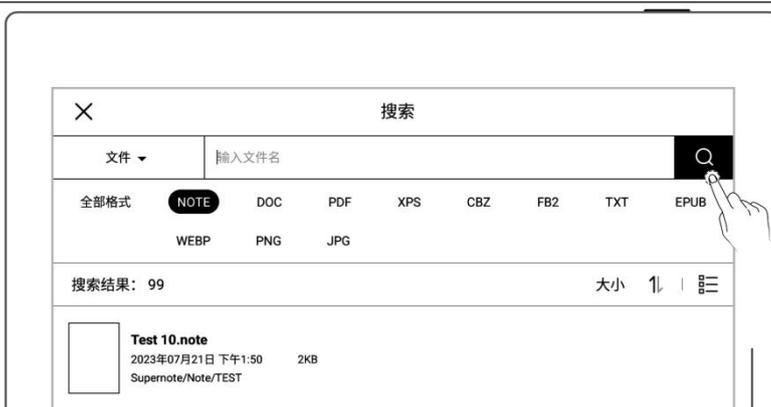 搜索
文件 输入文件名
全部格式 NOTE DOC PDF XPS CBZ FB2 TXT EPUB
WEBP PNG JPG
搜索结果： 99 大小
Test 10.note
2023年07月21日 下午1:50 2KB
Supernote/Note/TEST